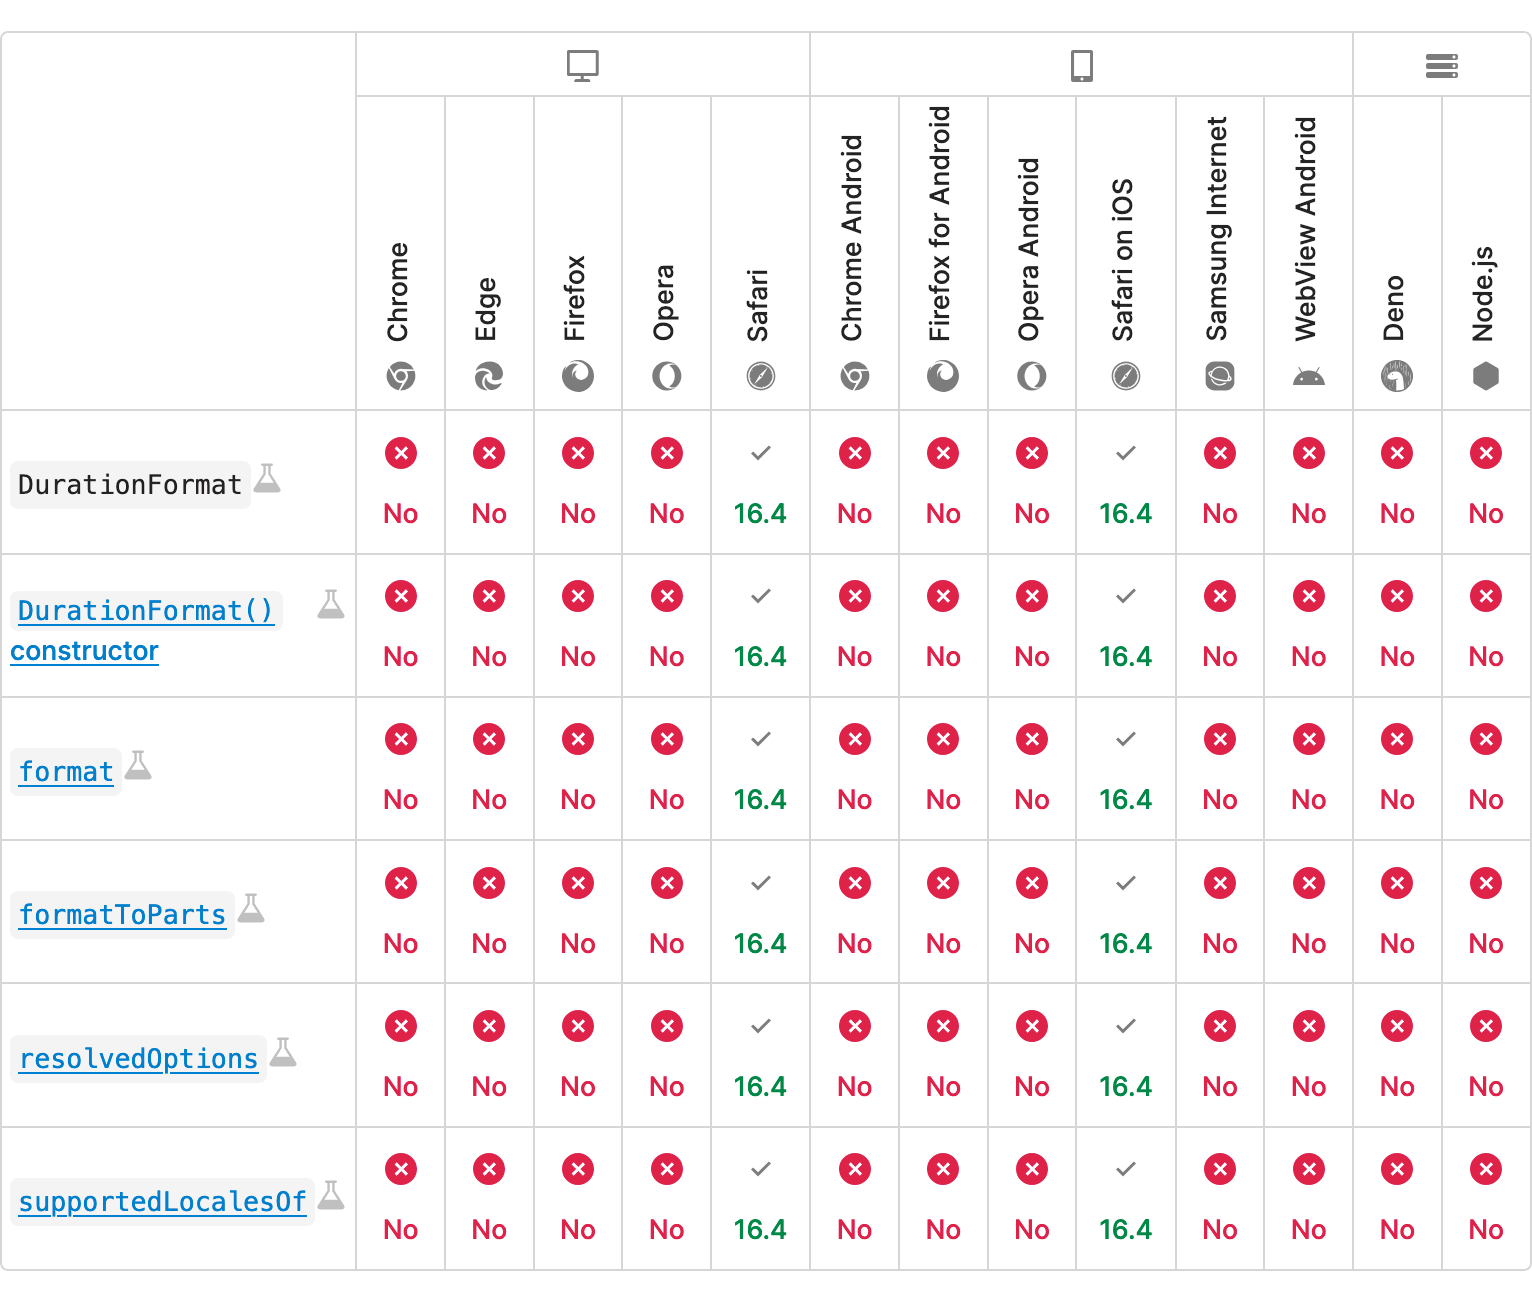 Chrome
Edge
Firefox
Opera
Safari
Chrome Android
Firefox for Android
Opera Android
Safari on iOS
Samsung Internet
WebView Android
Deno
Node.js
DurationFormat
No No No No 16.4 No No No 16.4 No No No No
DurationFormat()
constructor
No No No No 16.4 No No No 16.4 No No No No
format
No No No No 16.4 No No No 16.4 No No No No
formatToParts
No No No No 16.4 No No No 16.4 No No No No
resolvedOptions
No No No No 16.4 No No No 16.4 No No No No
supportedLocalesOf
No No No No 16.4 No No No 16.4 No No No No